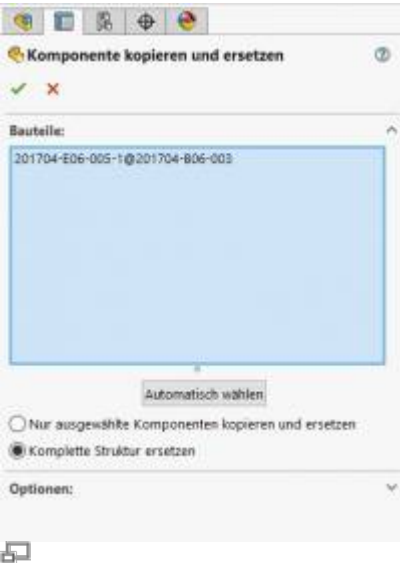 Komponente kopieren und ersetzen
Bauteile:
201704-E06-005-1@201704-B06-003
Automatisch wählen
Nur ausgewählte Komponenten kopieren und ersetzen
Komplette Struktur ersetzen
Optionen: